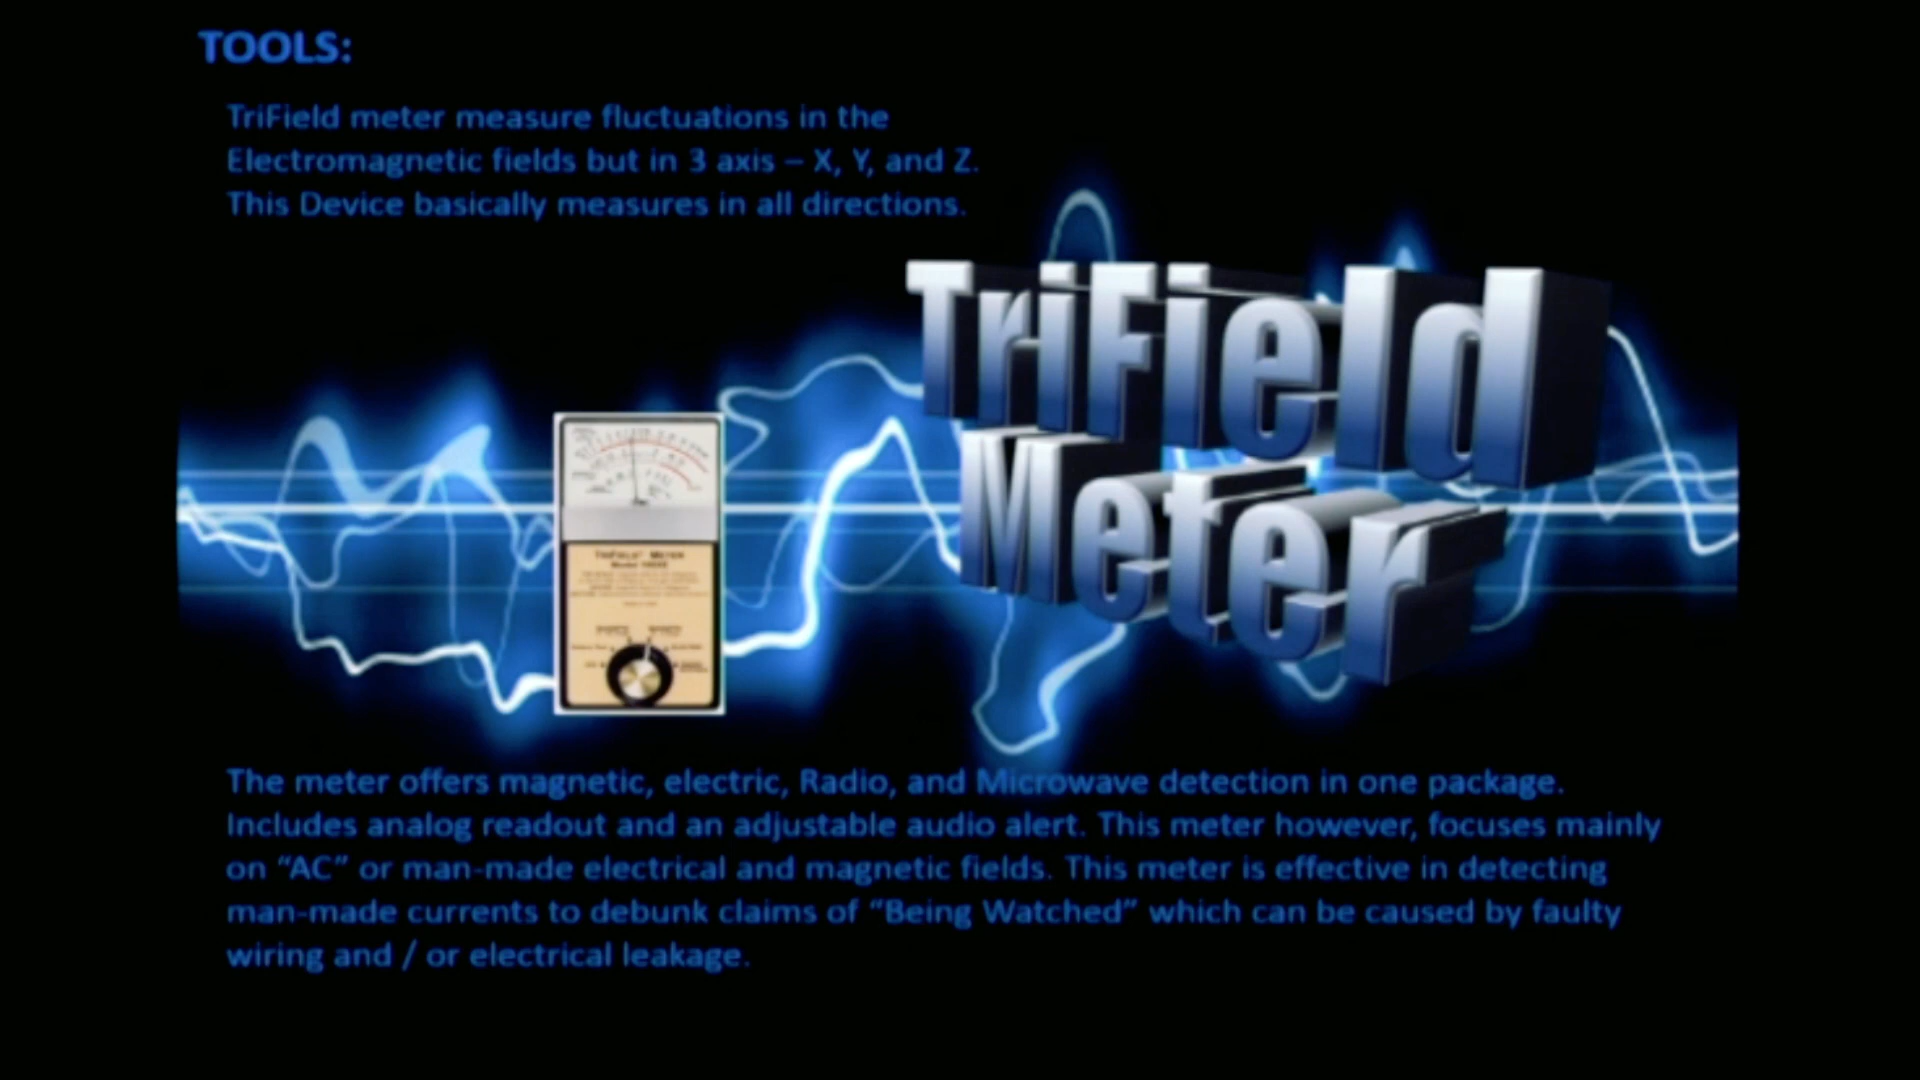 TOOLS:
TriField meter measure fluctuations in the
Electromagnetic fields but in 3 axis – X, Y, and Z.
This Device basically measures in all directions.
TriField
Meter
TriField Meter
The meter offers magnetic, electric, Radio, and Microwave detection in one package.
Includes analog readout and an adjustable audio alert. This meter however, focuses mainly
on “AC” or man-made electrical and magnetic fields. This meter is effective in detecting
man-made currents to debunk claims of “Being Watched” which can be caused by faulty
wiring and / or electrical leakage.